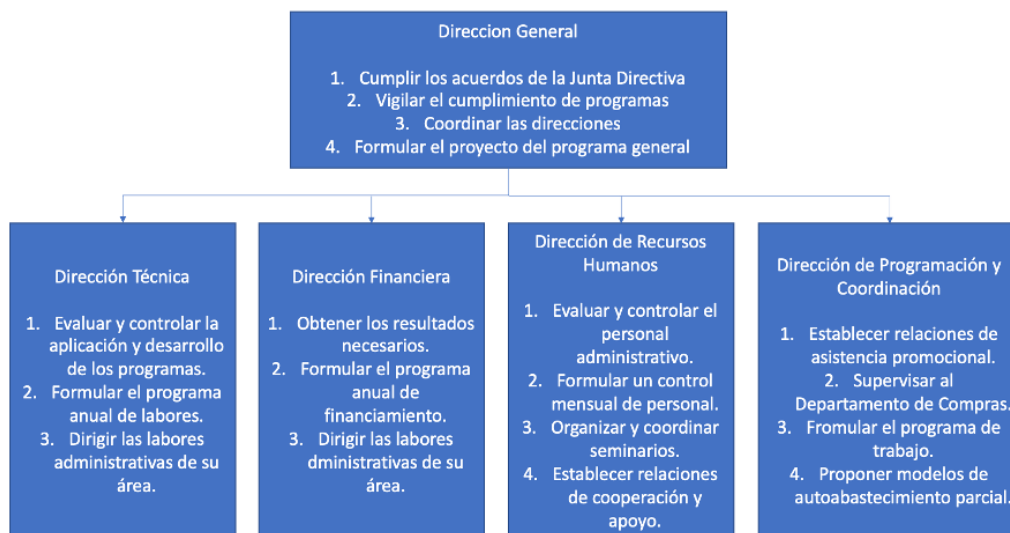 Direccion General
1. Cumplir los acuerdos de la Junta Directiva
2. Vigilar el cumplimiento de programas
3. Coordinar las direcciones
4. Formular el proyecto del programa general
Dirección Técnica
1. Evaluar y controlar la
aplicación y desarrollo
de los programas.
2. Formular el programa
anual de labores.
3. Dirigir las labores
administrativas de su
área.
Dirección Financiera
1. Obtener los resultados
necesarios.
2. Formular el programa
anual de
financiamiento.
3. Dirigir las labores
dministrativas de su
área.
Dirección de Recursos
Humanos
1. Evaluar y controlar el
personal
administrativo.
2. Formular un control
mensual de personal.
3. Organizar y coordinar
seminarios.
4. Establecer relaciones
de cooperación y
apoyo.
Dirección de Programación y
Coordinación
1. Establecer relaciones de
asistencia promocional.
2. Supervisar al
Departamento de Compras.
3. Fromular el programa de
trabajo.
4. Proponer modelos de
autoabastecimiento parcial.